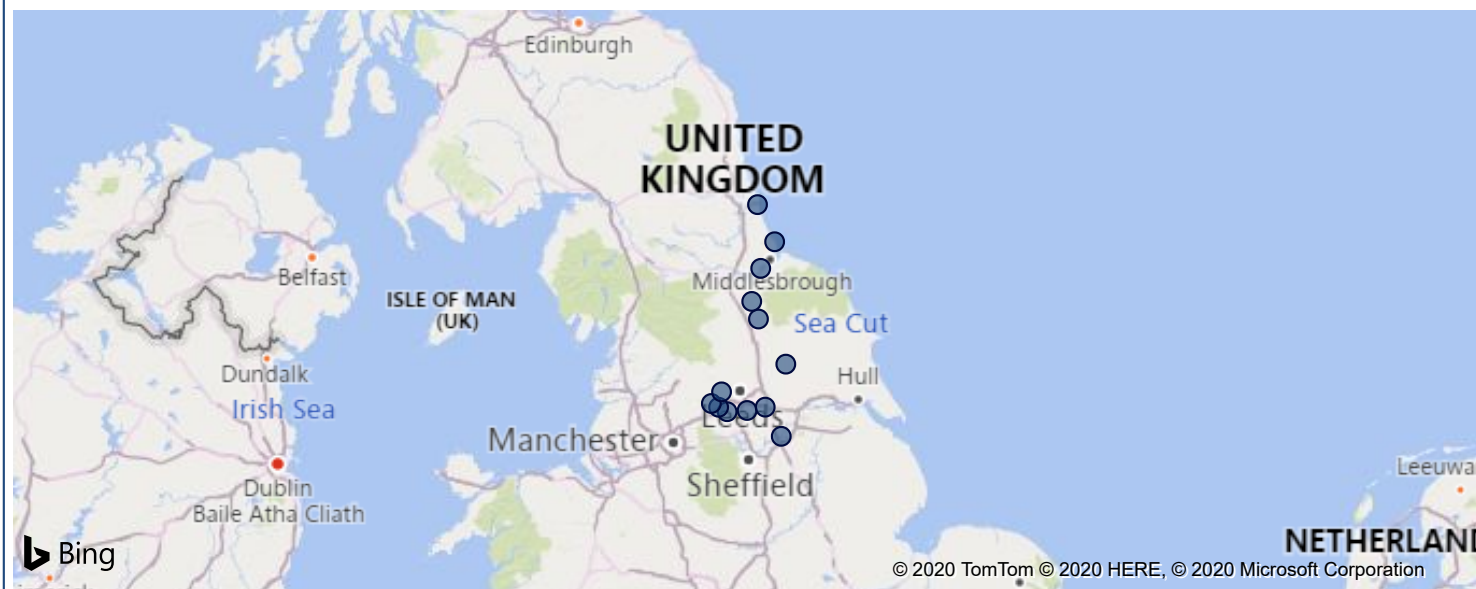 Edinburgh
UNITED
KINGDOM
Belfast
ISLE OF MAN
(UK)
Middlesbrough
Sea Cut
Dundalk
Hull
Irish Sea
Leeds
Manchester
Sheffield
Leeuwa
Dublin
Baile Atha Cliath
NETHERLAND
Bing
© 2020 TomTom © 2020 HERE, © 2020 Microsoft Corporation